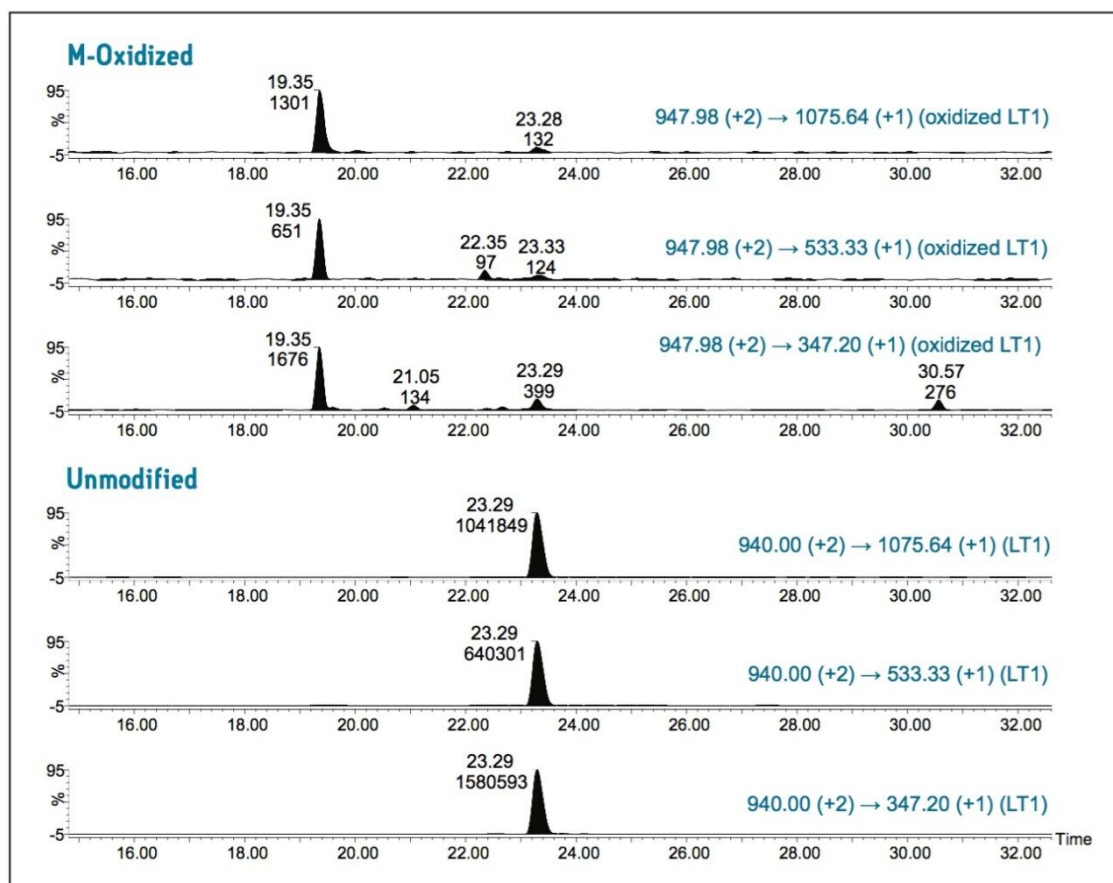 M-Oxidized
95
%
-5
19.35
1301
23.28
132
947.98 (+2) → 1075.64 (+1) (oxidized LT1)
16.00 18.00 20.00 22.00 24.00 26.00 28.00 30.00 32.00
95
%
-5
19.35
651
22.35
97
23.33
124
947.98 (+2) → 533.33 (+1) (oxidized LT1)
16.00 18.00 20.00 22.00 24.00 26.00 28.00 30.00 32.00
95
%
-5
19.35
1676
21.05
134
23.29
399
947.98 (+2) → 347.20 (+1) (oxidized LT1)
30.57
276
16.00 18.00 20.00 22.00 24.00 26.00 28.00 30.00 32.00
Unmodified
95
%
-5
23.29
1041849
940.00 (+2) → 1075.64 (+1) (LT1)
16.00 18.00 20.00 22.00 24.00 26.00 28.00 30.00 32.00
95
%
-5
23.29
640301
940.00 (+2) → 533.33 (+1) (LT1)
16.00 18.00 20.00 22.00 24.00 26.00 28.00 30.00 32.00
95
%
-5
23.29
1580593
940.00 (+2) → 347.20 (+1) (LT1)
Time
16.00 18.00 20.00 22.00 24.00 26.00 28.00 30.00 32.00